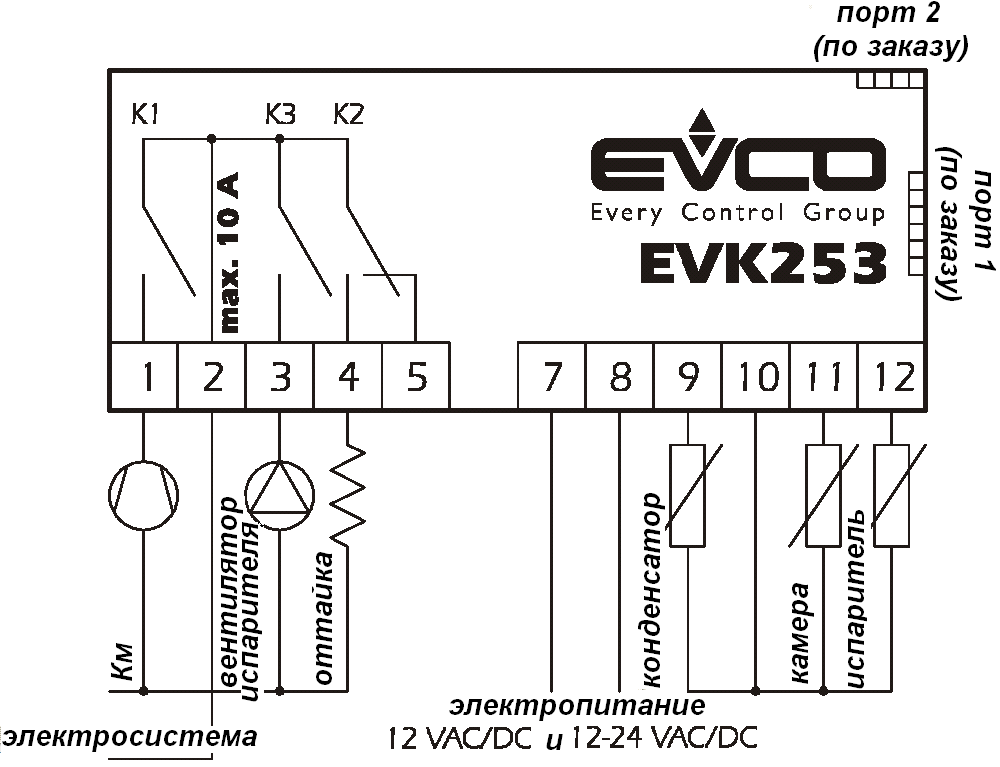 порт 2
(по заказу)
K1
K3
K2
max. 10 A
EVCO
Every Control Group
EVK253
порт 1
(по заказу)
1
2
3
4
5
7
8
9
10
11
12
Км
вентилятор
испарителя
оттайка
конденсатор
камера
испаритель
электросистема
электропитание
12 VAC/DC и 12-24 VAC/DC